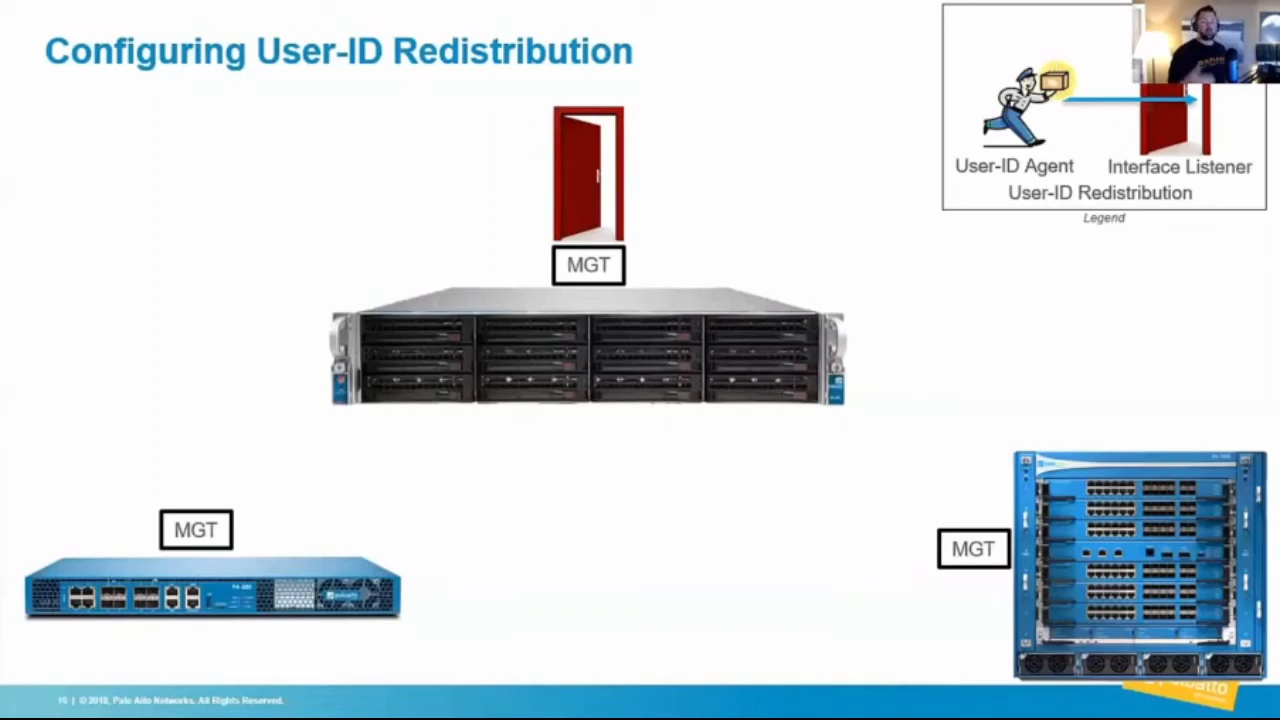 Configuring User-ID Redistribution
User-ID Agent
Interface Listener
User-ID Redistribution
Legend
MGT
MGT
MGT
15 | © 2018, Palo Alto Networks. All Rights Reserved.